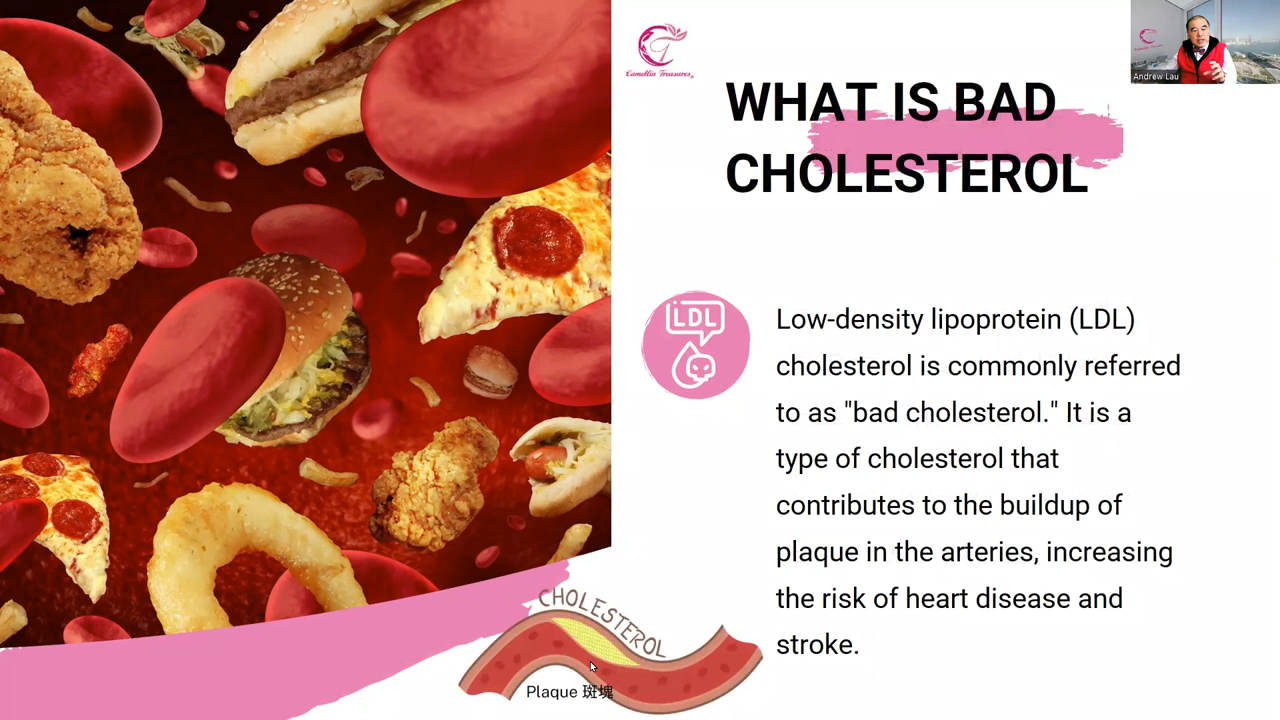 Camellia Treasures
Andrew Lau
WHAT IS BAD
CHOLESTEROL
LDL
Low-density lipoprotein (LDL)
cholesterol is commonly referred
to as "bad cholesterol." It is a
type of cholesterol that
contributes to the buildup of
plaque in the arteries, increasing
the risk of heart disease and
stroke.
CHOLESTEROL
Plaque 斑塊